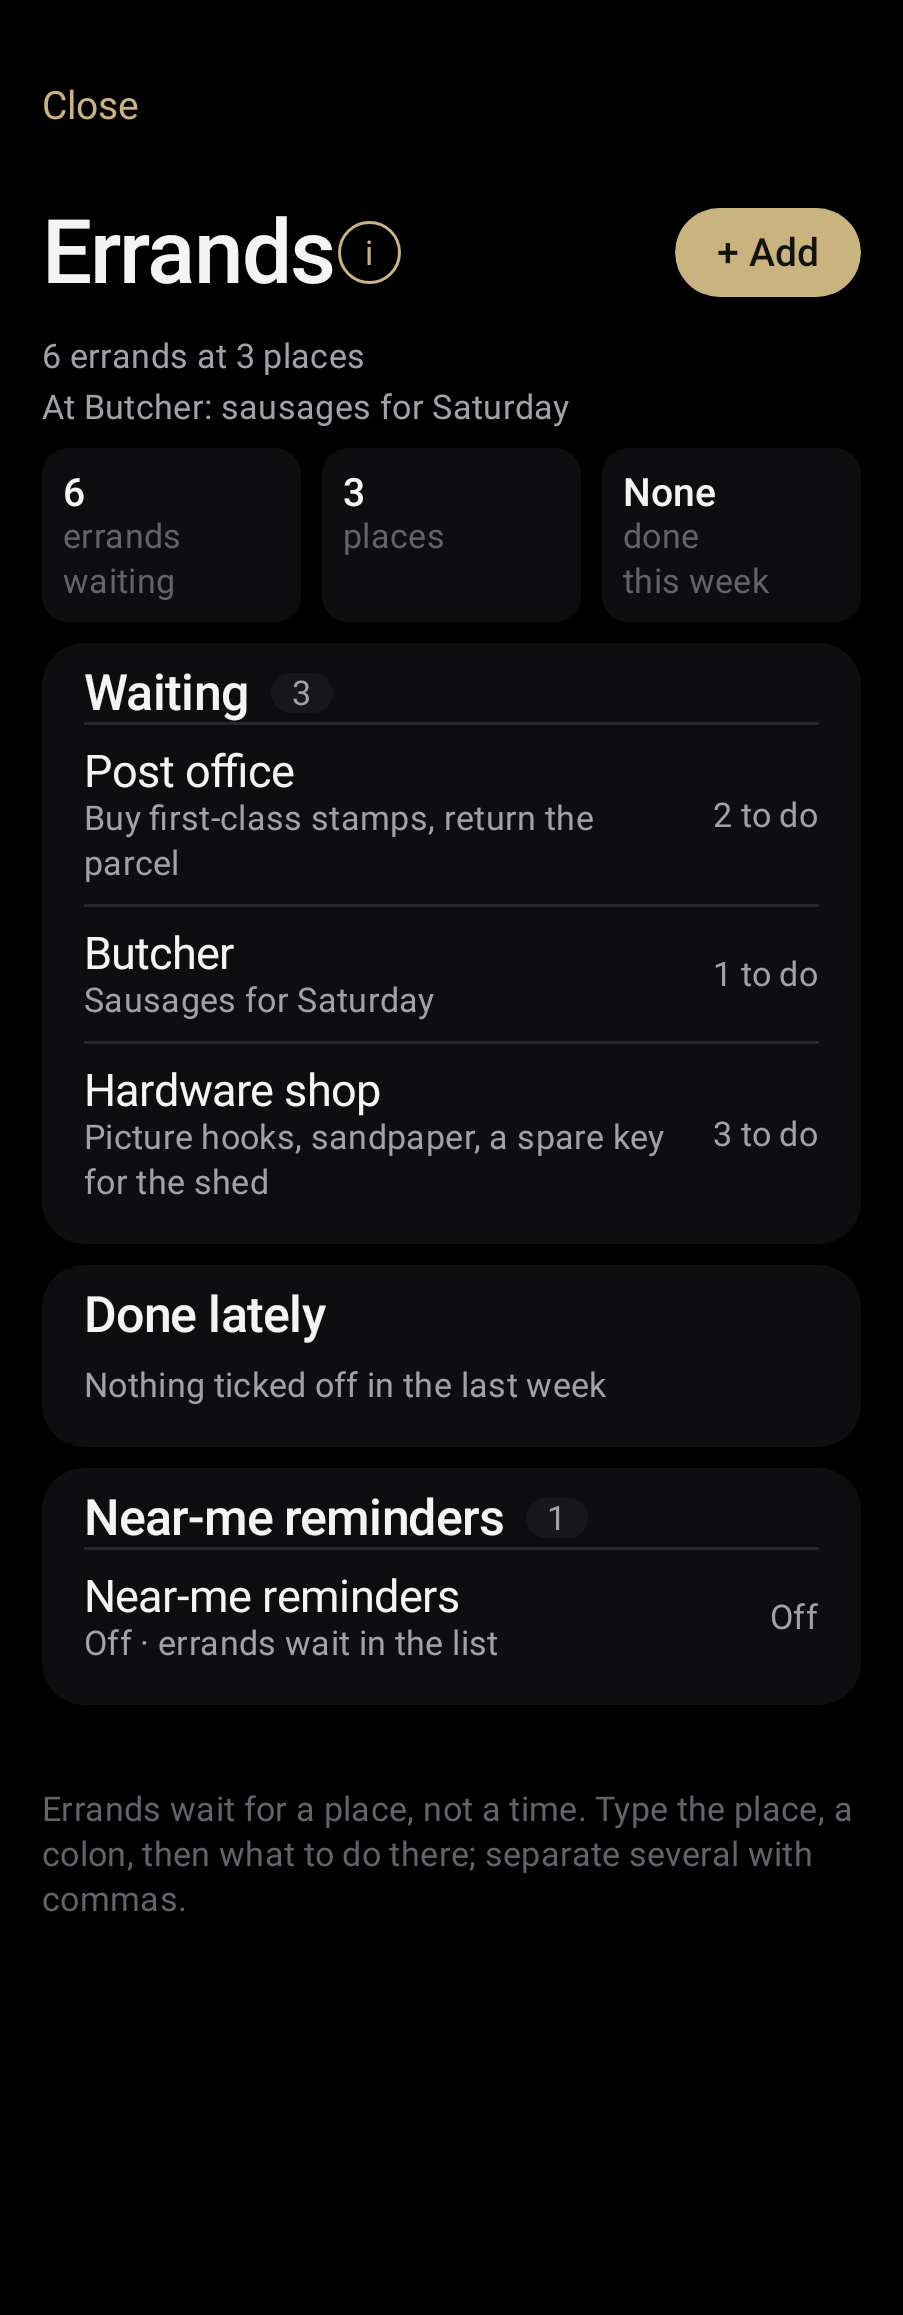 Close
Errands i
+ Add
6 errands at 3 places
At Butcher: sausages for Saturday
6
errands
waiting
3
places
None
done
this week
Waiting 3
Post office
Buy first-class stamps, return the
parcel
2 to do
Butcher
Sausages for Saturday
1 to do
Hardware shop
Picture hooks, sandpaper, a spare key
for the shed
3 to do
Done lately
Nothing ticked off in the last week
Near-me reminders 1
Near-me reminders
Off · errands wait in the list
Off
Errands wait for a place, not a time. Type the place, a
colon, then what to do there; separate several with
commas.